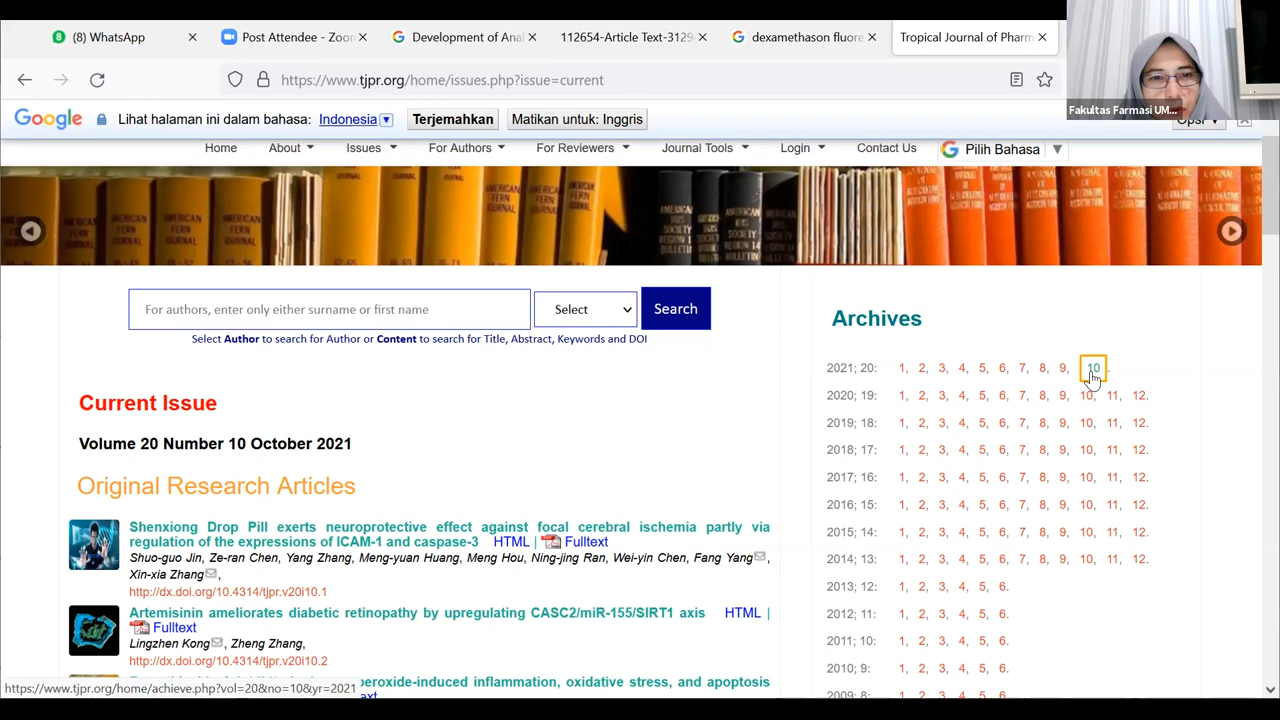 (8) WhatsApp
Post Attendee - Zoon
Development of Ana
112654-Article Text-3129
dexamethason fluore
Tropical Journal of Pharm
https://www.tjpr.org/home/issues.php?issue=current
Fakultas Farmasi UM...
Google Lihat halaman ini dalam bahasa: Indonesia Terjemahkan Matikan untuk: Inggris Opsi
Home About Issues For Authors For Reviewers Journal Tools Login Contact Us Pilih Bahasa
AMERICAN FERN JOURNAL
For authors, enter only either surname or first name Select Search
Select Author to search for Author or Content to search for Title, Abstract, Keywords and DOI
Current Issue
Volume 20 Number 10 October 2021
Original Research Articles
Shenxiong Drop Pill exerts neuroprotective effect against focal cerebral ischemia partly via
regulation of the expressions of ICAM-1 and caspase-3 HTML | Fulltext
Shuo-guo Jin, Ze-ran Chen, Yang Zhang, Meng-yuan Huang, Meng Hou, Ning-jing Ran, Wei-yin Chen, Fang Yang,
Xin-xia Zhang,
http://dx.doi.org/10.4314/tjpr.v20i10.1
Artemisinin ameliorates diabetic retinopathy by upregulating CASC2/miR-155/SIRT1 axis HTML |
Fulltext
Lingzhen Kong, Zheng Zhang,
http://dx.doi.org/10.4314/tjpr.v20i10.2
peroxide-induced inflammation, oxidative stress, and apoptosis
https://www.tjpr.org/home/achieve.php?vol=20&no=10&yr=2021
Archives
2021; 20: 1, 2, 3, 4, 5, 6, 7, 8, 9, 10.
2020; 19: 1, 2, 3, 4, 5, 6, 7, 8, 9, 10, 11, 12.
2019; 18: 1, 2, 3, 4, 5, 6, 7, 8, 9, 10, 11, 12.
2018; 17: 1, 2, 3, 4, 5, 6, 7, 8, 9, 10, 11, 12.
2017; 16: 1, 2, 3, 4, 5, 6, 7, 8, 9, 10, 11, 12.
2016; 15: 1, 2, 3, 4, 5, 6, 7, 8, 9, 10, 11, 12.
2015; 14: 1, 2, 3, 4, 5, 6, 7, 8, 9, 10, 11, 12.
2014; 13: 1, 2, 3, 4, 5, 6, 7, 8, 9, 10, 11, 12.
2013; 12: 1, 2, 3, 4, 5, 6.
2012; 11: 1, 2, 3, 4, 5, 6.
2011; 10: 1, 2, 3, 4, 5, 6.
2010; 9: 1, 2, 3, 4, 5, 6.
2009; 8: 1, 2, 3, 4, 5, 6.